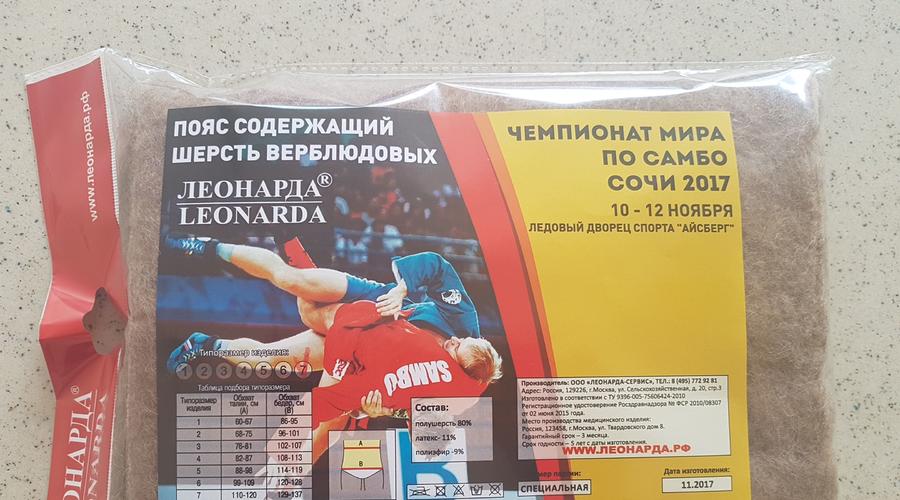 www.леонарда.рф
ЛЕОНАРДА®
LEONARDA
ПОЯС СОДЕРЖАЩИЙ
ШЕРСТЬ ВЕРБЛЮДОВЫХ
ЛЕОНАРДА®
LEONARDA
SAMBO
Типоразмер изделия:
1 2 3 4 5 6 7
Таблица подбора типоразмера
Типоразмер изделия Обхват талии, см (А) Обхват бедер, см (В)
1 60-67 86-95
2 68-75 96-101
3 76-81 102-107
4 82-87 108-113
5 88-98 114-119
6 99-109 120-128
7 110-120 129-137
Состав:
полушерсть 80%
латекс- 11%
полиэфир -9%
A
B
ЧЕМПИОНАТ МИРА
ПО САМБО
СОЧИ 2017
10 - 12 НОЯБРЯ
ЛЕДОВЫЙ ДВОРЕЦ СПОРТА "АЙСБЕРГ"
Производитель: ООО «ЛЕОНАРДА-СЕРВИС», ТЕЛ.: 8 (495) 772 92 81
Адрес: Россия, 129226, г.Москва, ул. Сельскохозяйственная, д. 20, стр.3
Изготовлено в соответствии с ТУ 9396-005-75606424-2010
Регистрационное удостоверение Росздравнадзора № ФСР 2010/08307
от 02 июня 2015 года.
Место производства медицинского изделия:
Россия, 123458, г.Москва, ул. Твардовского дом 8.
Гарантийный срок – 3 месяца.
Срок годности – 5 лет с даты изготовления.
WWW.ЛЕОНАРДА.РФ
Дата изготовления:
СПЕЦИАЛЬНАЯ
11.2017